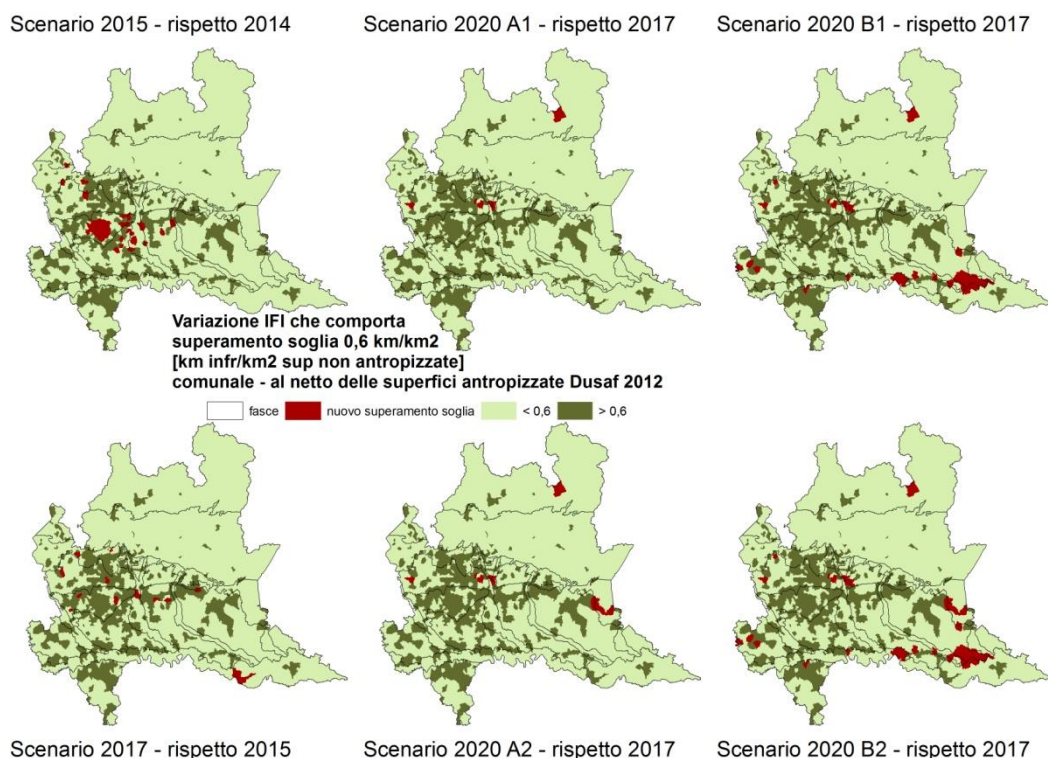 Scenario 2015 - rispetto 2014
Scenario 2020 A1 - rispetto 2017
Scenario 2020 B1 - rispetto 2017
Variazione IFI che comporta
superamento soglia 0,6 km/km2
[km infr/km2 sup non antropizzate]
comunale - al netto delle superfici antropizzate Dusaf 2012
fasce nuovo superamento soglia < 0,6 > 0,6
Scenario 2017 - rispetto 2015
Scenario 2020 A2 - rispetto 2017
Scenario 2020 B2 - rispetto 2017